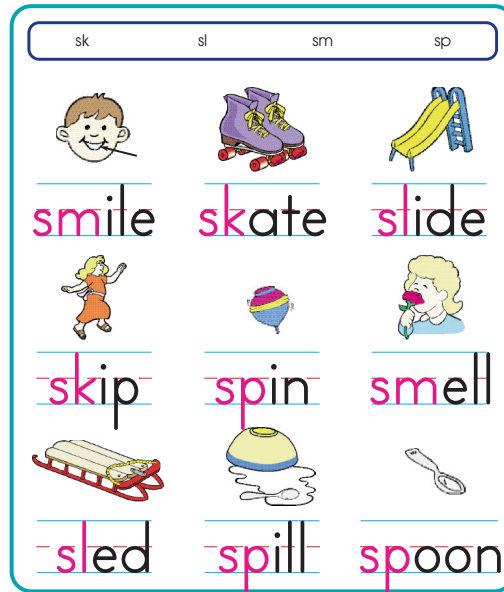 sk sl sm sp
smile skate slide
skip spin smell
sled spill spoon